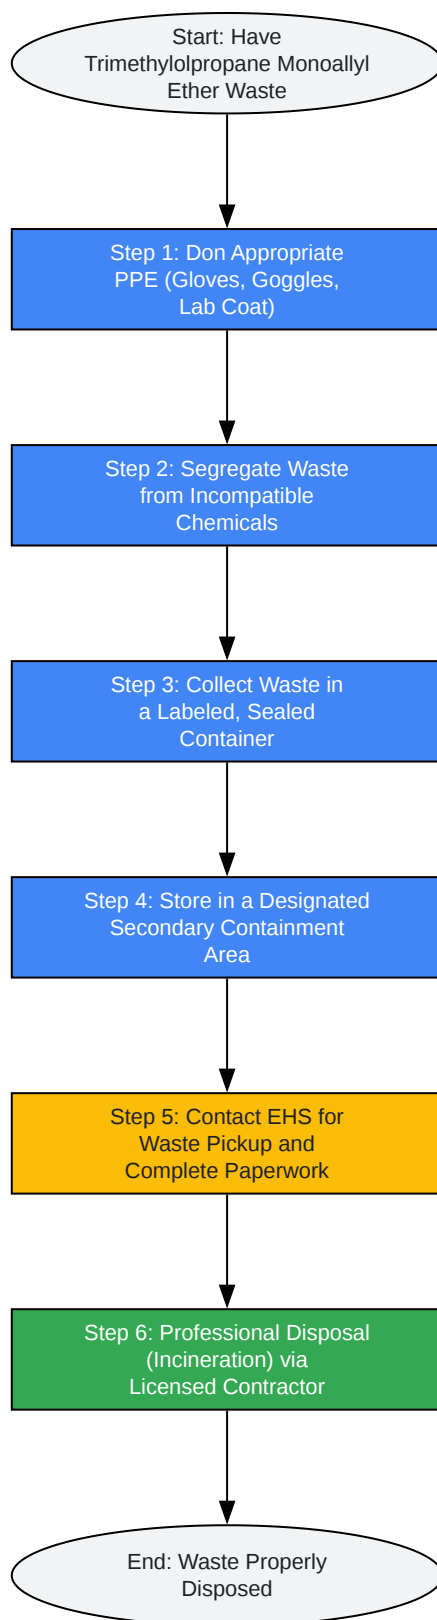 Start: Have
Trimethylolpropane Monoallyl
Ether Waste
Step 1: Don Appropriate
PPE (Gloves, Goggles,
Lab Coat)
Step 2: Segregate Waste
from Incompatible
Chemicals
Step 3: Collect Waste in
a Labeled, Sealed
Container
Step 4: Store in a Designated
Secondary Containment
Area
Step 5: Contact EHS for
Waste Pickup and
Complete Paperwork
Step 6: Professional Disposal
(Incineration) via
Licensed Contractor
End: Waste Properly
Disposed